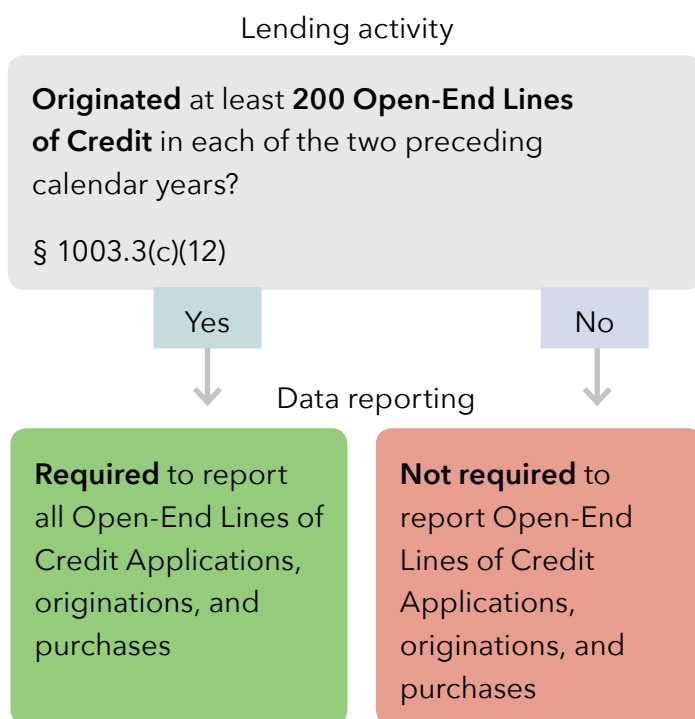 Lending activity
Originated at least 200 Open-End Lines
of Credit in each of the two preceding
calendar years?
§ 1003.3(c)(12)
Yes
No
Data reporting
Required to report
all Open-End Lines of
Credit Applications,
originations, and
purchases
Not required to
report Open-End
Lines of Credit
Applications,
originations, and
purchases